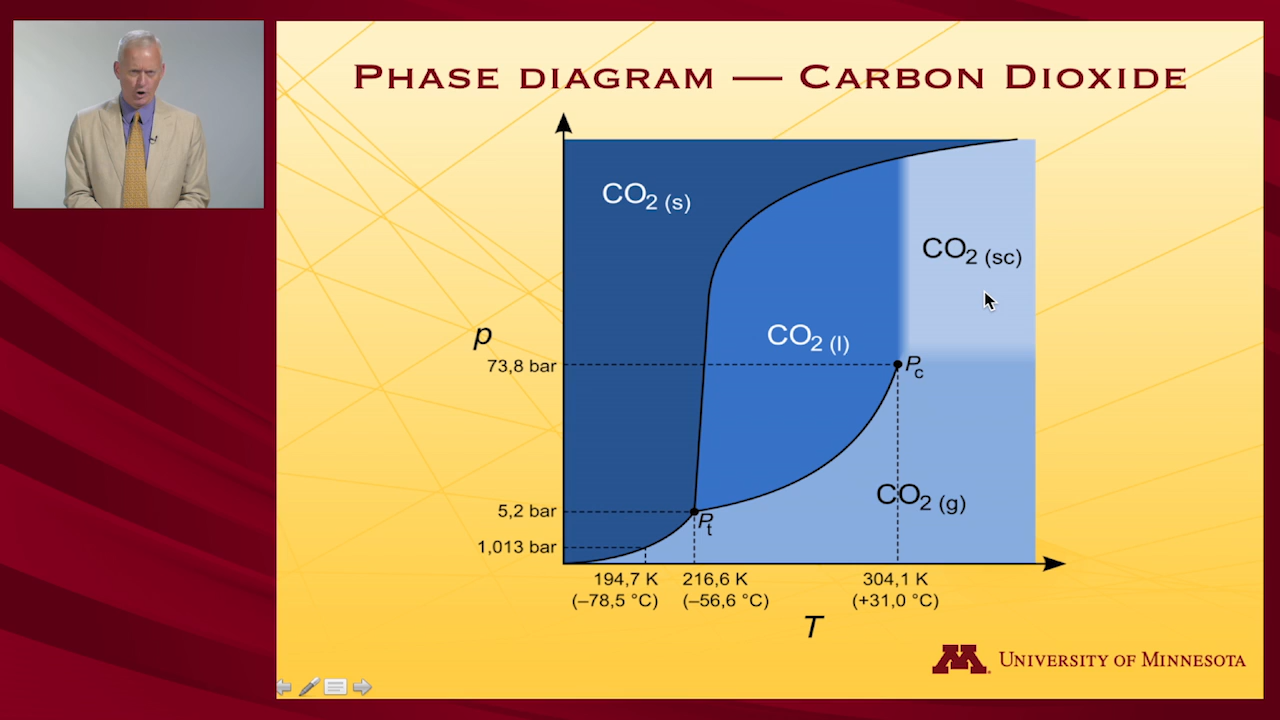 PHASE DIAGRAM — CARBON DIOXIDE
CO2 (s)
CO2 (sc)
CO2 (l)
p
73,8 bar
Pc
CO2 (g)
5,2 bar
Pt
1,013 bar
194,7 K 216,6 K 304,1 K
(–78,5 °C) (–56,6 °C) (+31,0 °C)
T
M UNIVERSITY OF MINNESOTA